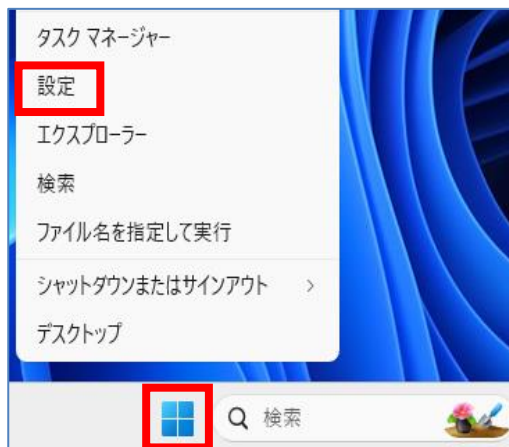 タスク マネージャー
設定
エクスプローラー
検索
ファイル名を指定して実行
シャットダウンまたはサインアウト
デスクトップ
検索